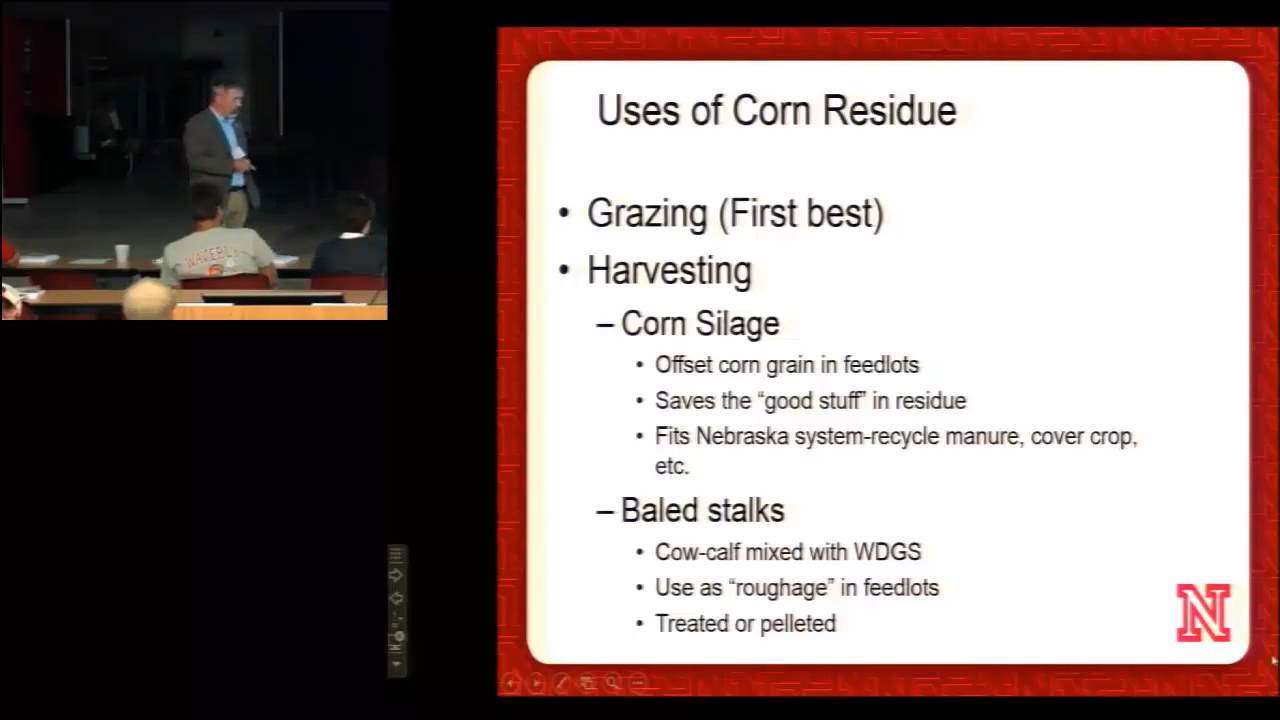 Uses of Corn Residue
• Grazing (First best)
• Harvesting
– Corn Silage
• Offset corn grain in feedlots
• Saves the “good stuff” in residue
• Fits Nebraska system-recycle manure, cover crop,
etc.
– Baled stalks
• Cow-calf mixed with WDGS
• Use as “roughage” in feedlots
• Treated or pelleted
N
WAVERLY